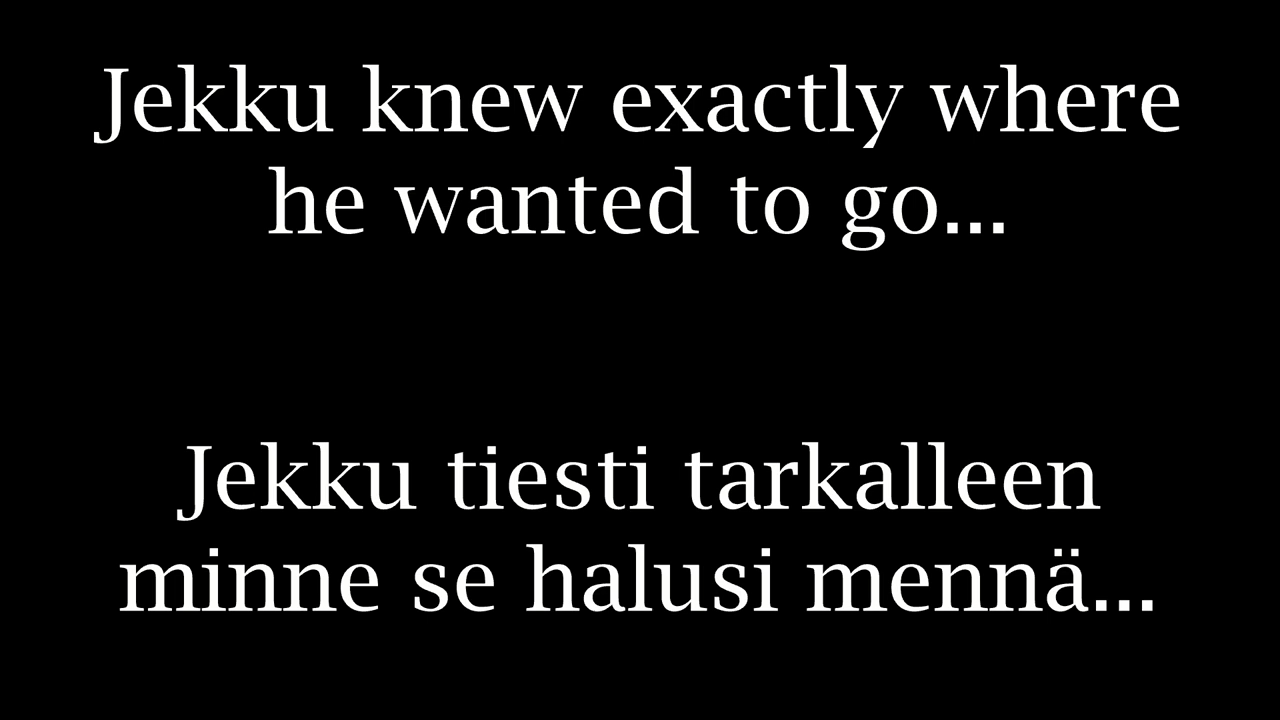 Jekku knew exactly where
he wanted to go...
Jekku tiesti tarkalleen
minne se halusi mennä...